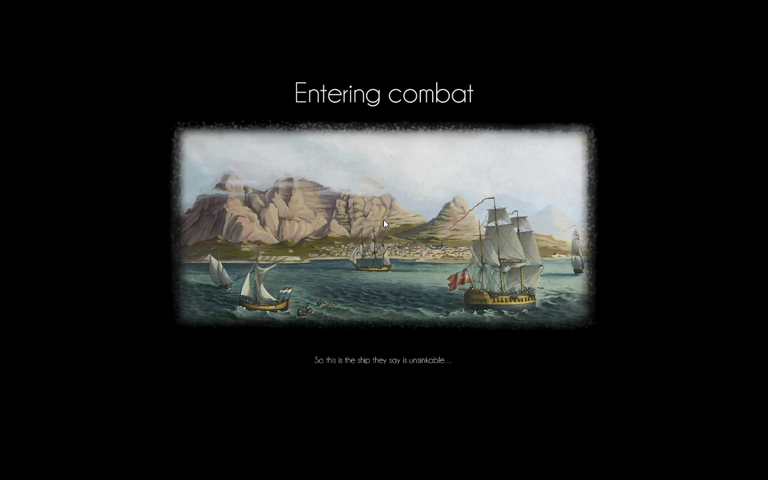 Entering combat
So this is the ship they say is unsinkable....